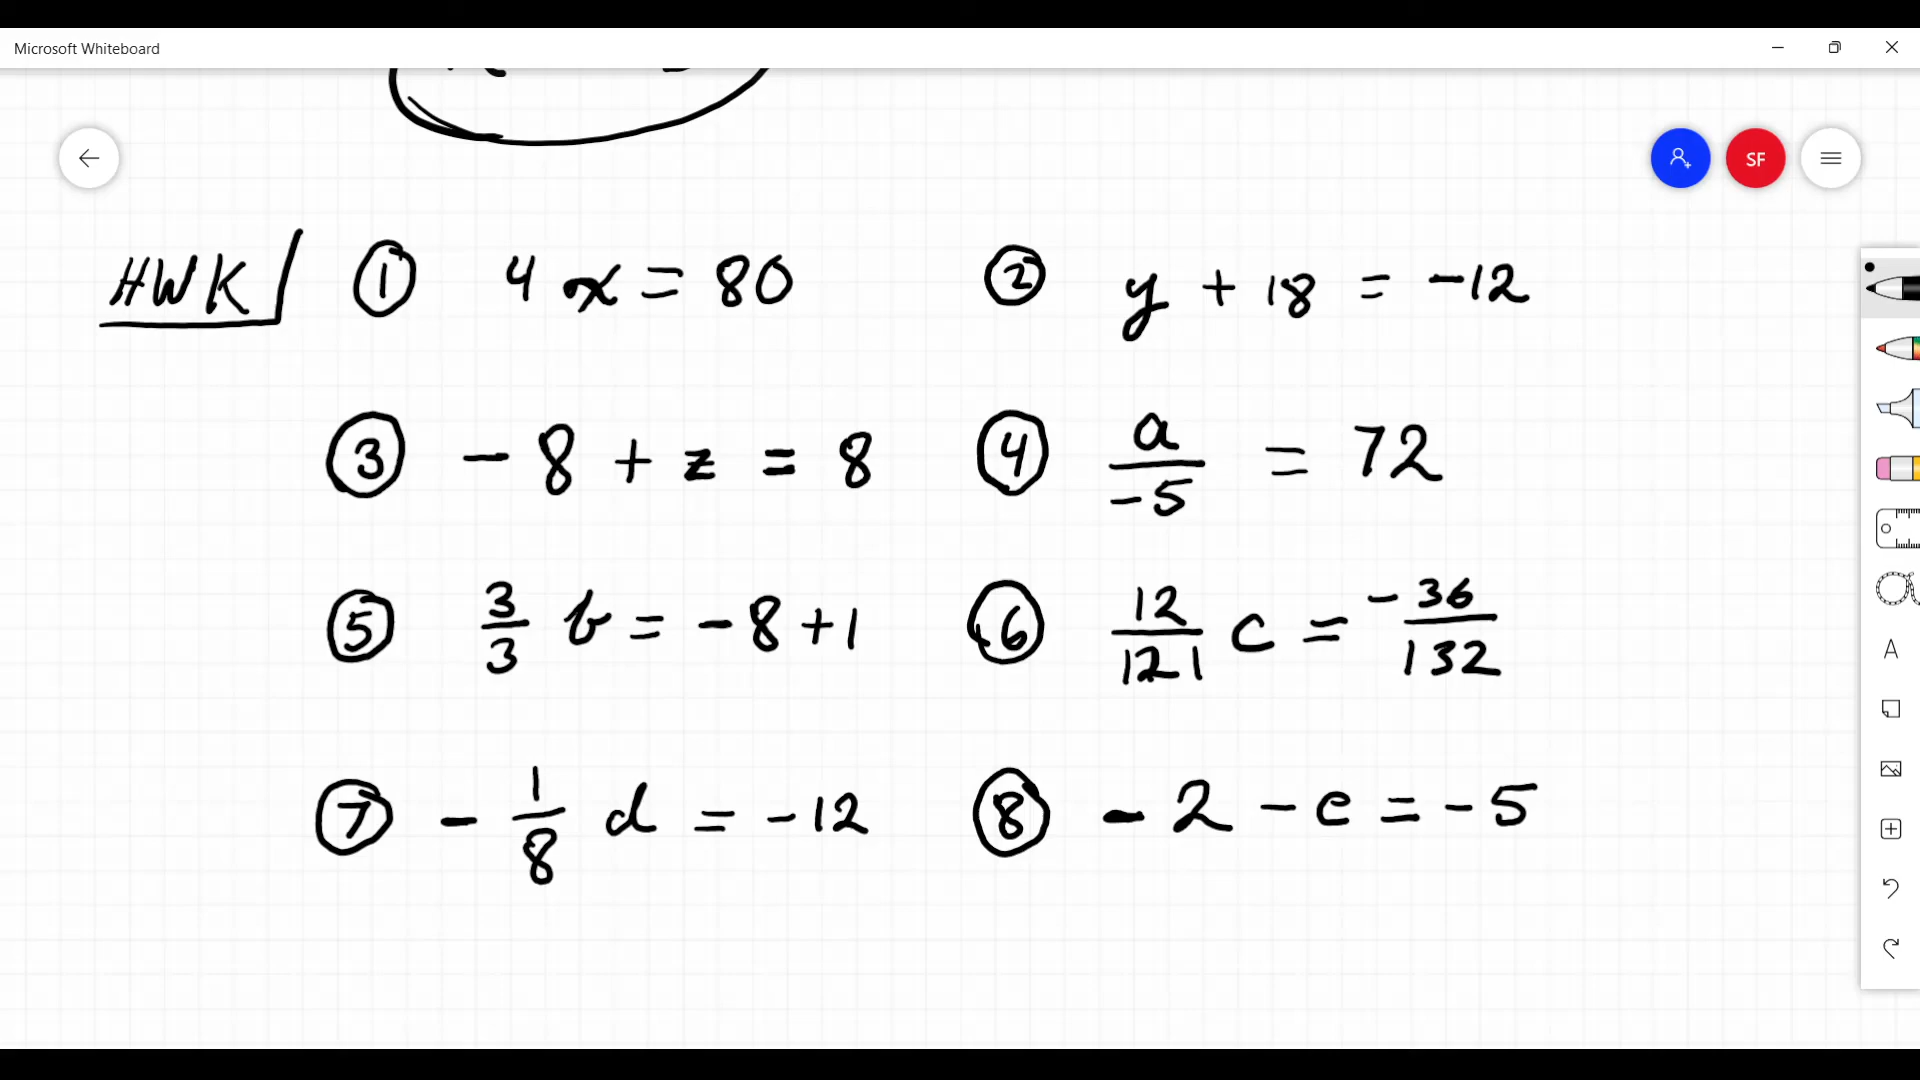 Microsoft Whiteboard
SF
HWK
① 4x = 80
② y + 18 = -12
③ -8 + z = 8
④ a/-5 = 72
⑤ 3/3 b = -8 + 1
⑥ 12/121 c = -36/132
⑦ -1/8 d = -12
⑧ -2 - e = -5
A